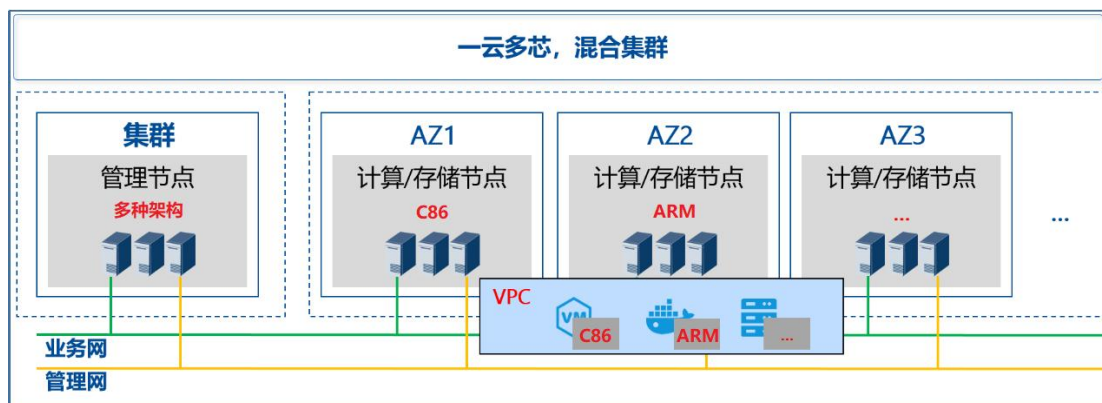 一云多芯，混合集群
集群
管理节点
多种架构
AZ1
计算/存储节点
C86
AZ2
计算/存储节点
ARM
AZ3
计算/存储节点
...
...
VPC
VM
C86
ARM
...
业务网
管理网